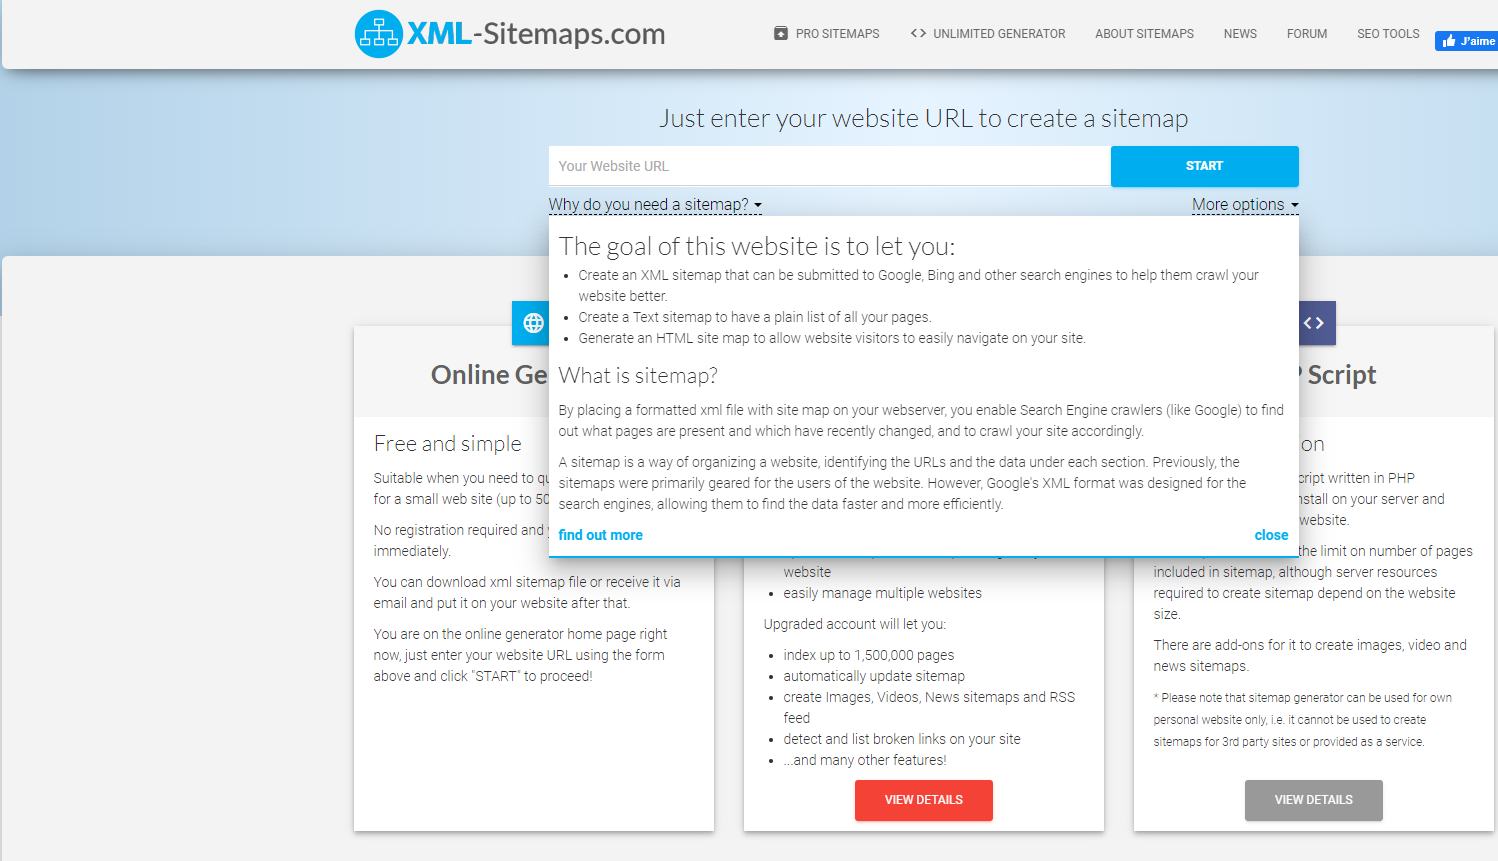 XML-Sitemaps.com
PRO SITEMAPS
UNLIMITED GENERATOR
ABOUT SITEMAPS
NEWS
FORUM
SEO TOOLS
J'aime
Just enter your website URL to create a sitemap
Your Website URL
START
Why do you need a sitemap?
More options
The goal of this website is to let you:
Create an XML sitemap that can be submitted to Google, Bing and other search engines to help them crawl your
website better.
Create a Text sitemap to have a plain list of all your pages.
Generate an HTML site map to allow website visitors to easily navigate on your site.
What is sitemap?
By placing a formatted xml file with site map on your webserver, you enable Search Engine crawlers (like Google) to find
out what pages are present and which have recently changed, and to crawl your site accordingly.
A sitemap is a way of organizing a website, identifying the URLs and the data under each section. Previously, the
sitemaps were primarily geared for the users of the website. However, Google's XML format was designed for the
search engines, allowing them to find the data faster and more efficiently.
find out more
close
Online Ge
Free and simple
Suitable when you need to
for a small web site (up to 50
No registration required and
immediately.
You can download xml sitemap file or receive it via
email and put it on your website after that.
You are on the online generator home page right
now, just enter your website URL using the form
above and click "START" to proceed!
website
easily manage multiple websites
Upgraded account will let you:
index up to 1,500,000 pages
automatically update sitemap
create Images, Videos, News sitemaps and RSS
feed
detect and list broken links on your site
...and many other features!
VIEW DETAILS
Script
on
cript written in PHP
nstall on your server and
website.
the limit on number of pages
included in sitemap, although server resources
required to create sitemap depend on the website
size.
There are add-ons for it to create images, video and
news sitemaps.
* Please note that sitemap generator can be used for own
personal website only, i.e. it cannot be used to create
sitemaps for 3rd party sites or provided as a service.
VIEW DETAILS